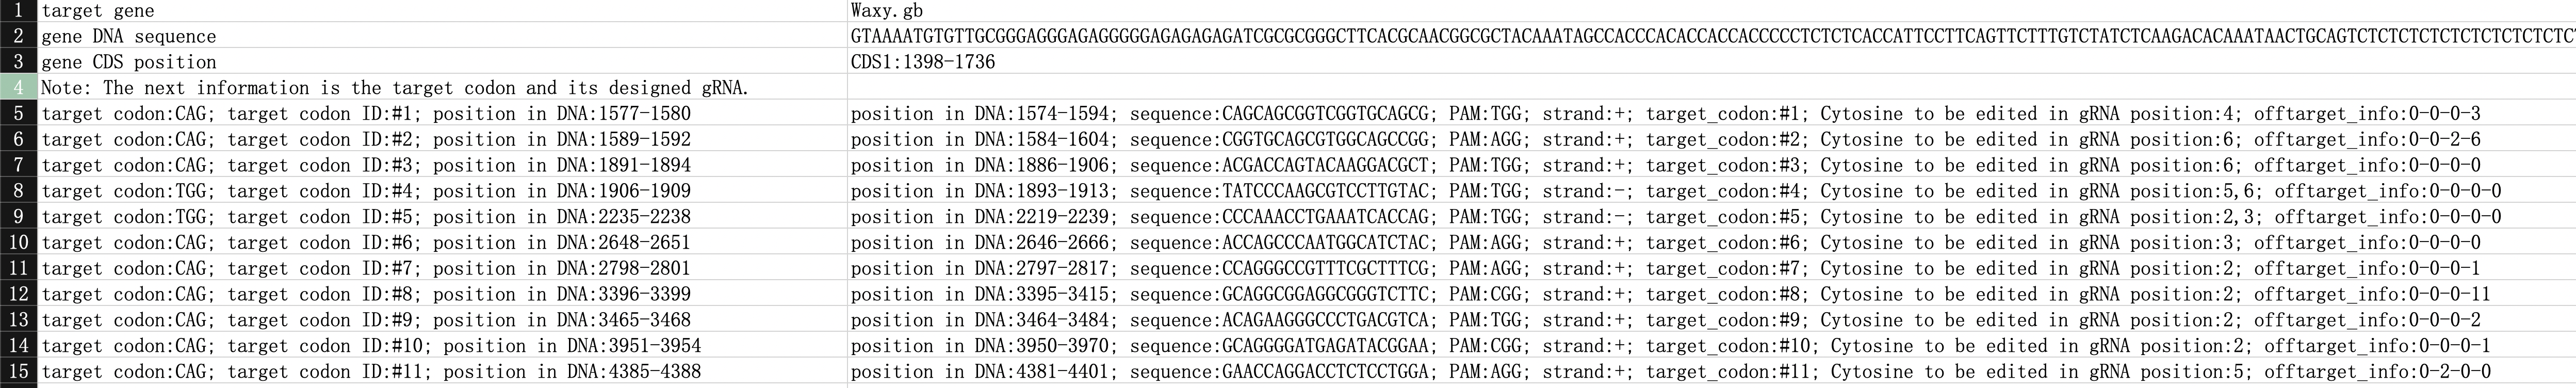 1 target gene Waxy.gb
2 gene DNA sequence GTAAAATGTGTTGCGGGAGGGAGAGGGGGAGAGAGAGATCGCGCGGGCTTCACGCAACGGCGCTACAAATAGCCACCCACACCACCACCCCCTCTCTCACCATTCCTTCAGTTCTTTGTCTATCTCAAGACACAAATAACTGCAGTCTCTCTCTCTCTCTCTCTCTCTC
3 gene CDS position CDS1:1398-1736
4 Note: The next information is the target codon and its designed gRNA.
5 target codon:CAG; target codon ID:#1; position in DNA:1577-1580 position in DNA:1574-1594; sequence:CAGCAGCGGTCGGTGCAGCG; PAM:TGG; strand:+; target_codon:#1; Cytosine to be edited in gRNA position:4; offtarget_info:0-0-0-3
6 target codon:CAG; target codon ID:#2; position in DNA:1589-1592 position in DNA:1584-1604; sequence:CGGTGCAGCGTGGCAGCCGG; PAM:AGG; strand:+; target_codon:#2; Cytosine to be edited in gRNA position:6; offtarget_info:0-0-2-6
7 target codon:CAG; target codon ID:#3; position in DNA:1891-1894 position in DNA:1886-1906; sequence:ACGACCAGTACAAGGACGCT; PAM:TGG; strand:+; target_codon:#3; Cytosine to be edited in gRNA position:6; offtarget_info:0-0-0-0
8 target codon:TGG; target codon ID:#4; position in DNA:1906-1909 position in DNA:1893-1913; sequence:TATCCCAAGCGTCCTTGTAC; PAM:TGG; strand:-; target_codon:#4; Cytosine to be edited in gRNA position:5,6; offtarget_info:0-0-0-0
9 target codon:TGG; target codon ID:#5; position in DNA:2235-2238 position in DNA:2219-2239; sequence:CCCAAACCTGAAATCACCAG; PAM:TGG; strand:-; target_codon:#5; Cytosine to be edited in gRNA position:2,3; offtarget_info:0-0-0-0
10 target codon:CAG; target codon ID:#6; position in DNA:2648-2651 position in DNA:2646-2666; sequence:ACCAGCCCAATGGCATCTAC; PAM:AGG; strand:+; target_codon:#6; Cytosine to be edited in gRNA position:3; offtarget_info:0-0-0-0
11 target codon:CAG; target codon ID:#7; position in DNA:2798-2801 position in DNA:2797-2817; sequence:CCAGGGCCGTTTCGCTTTCG; PAM:AGG; strand:+; target_codon:#7; Cytosine to be edited in gRNA position:2; offtarget_info:0-0-0-1
12 target codon:CAG; target codon ID:#8; position in DNA:3396-3399 position in DNA:3395-3415; sequence:GCAGGCGGAGGCGGGTCTTC; PAM:CGG; strand:+; target_codon:#8; Cytosine to be edited in gRNA position:2; offtarget_info:0-0-0-11
13 target codon:CAG; target codon ID:#9; position in DNA:3465-3468 position in DNA:3464-3484; sequence:ACAGAAGGGCCCTGACGTCA; PAM:TGG; strand:+; target_codon:#9; Cytosine to be edited in gRNA position:2; offtarget_info:0-0-0-2
14 target codon:CAG; target codon ID:#10; position in DNA:3951-3954 position in DNA:3950-3970; sequence:GCAGGGGATGAGATACGGAA; PAM:CGG; strand:+; target_codon:#10; Cytosine to be edited in gRNA position:2; offtarget_info:0-0-0-1
15 target codon:CAG; target codon ID:#11; position in DNA:4385-4388 position in DNA:4381-4401; sequence:GAACCAGGACCTCTCCTGGA; PAM:AGG; strand:+; target_codon:#11; Cytosine to be edited in gRNA position:5; offtarget_info:0-2-0-0